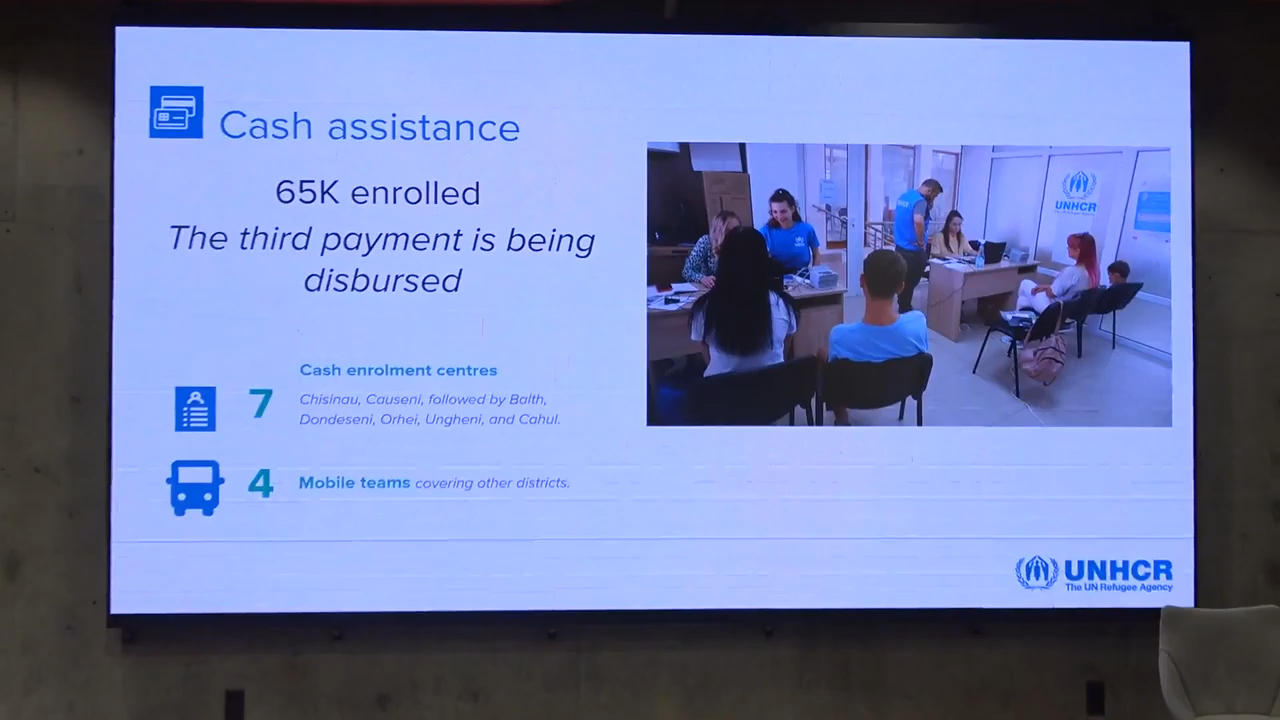 Cash assistance
65K enrolled
The third payment is being
disbursed
Cash enrolment centres
7
Chisinau, Causeni, followed by Balth,
Dondeseni, Orhei, Ungheni, and Cahul.
4
Mobile teams covering other districts.
UNHCR
UNHCR
The UN Refugee Agency